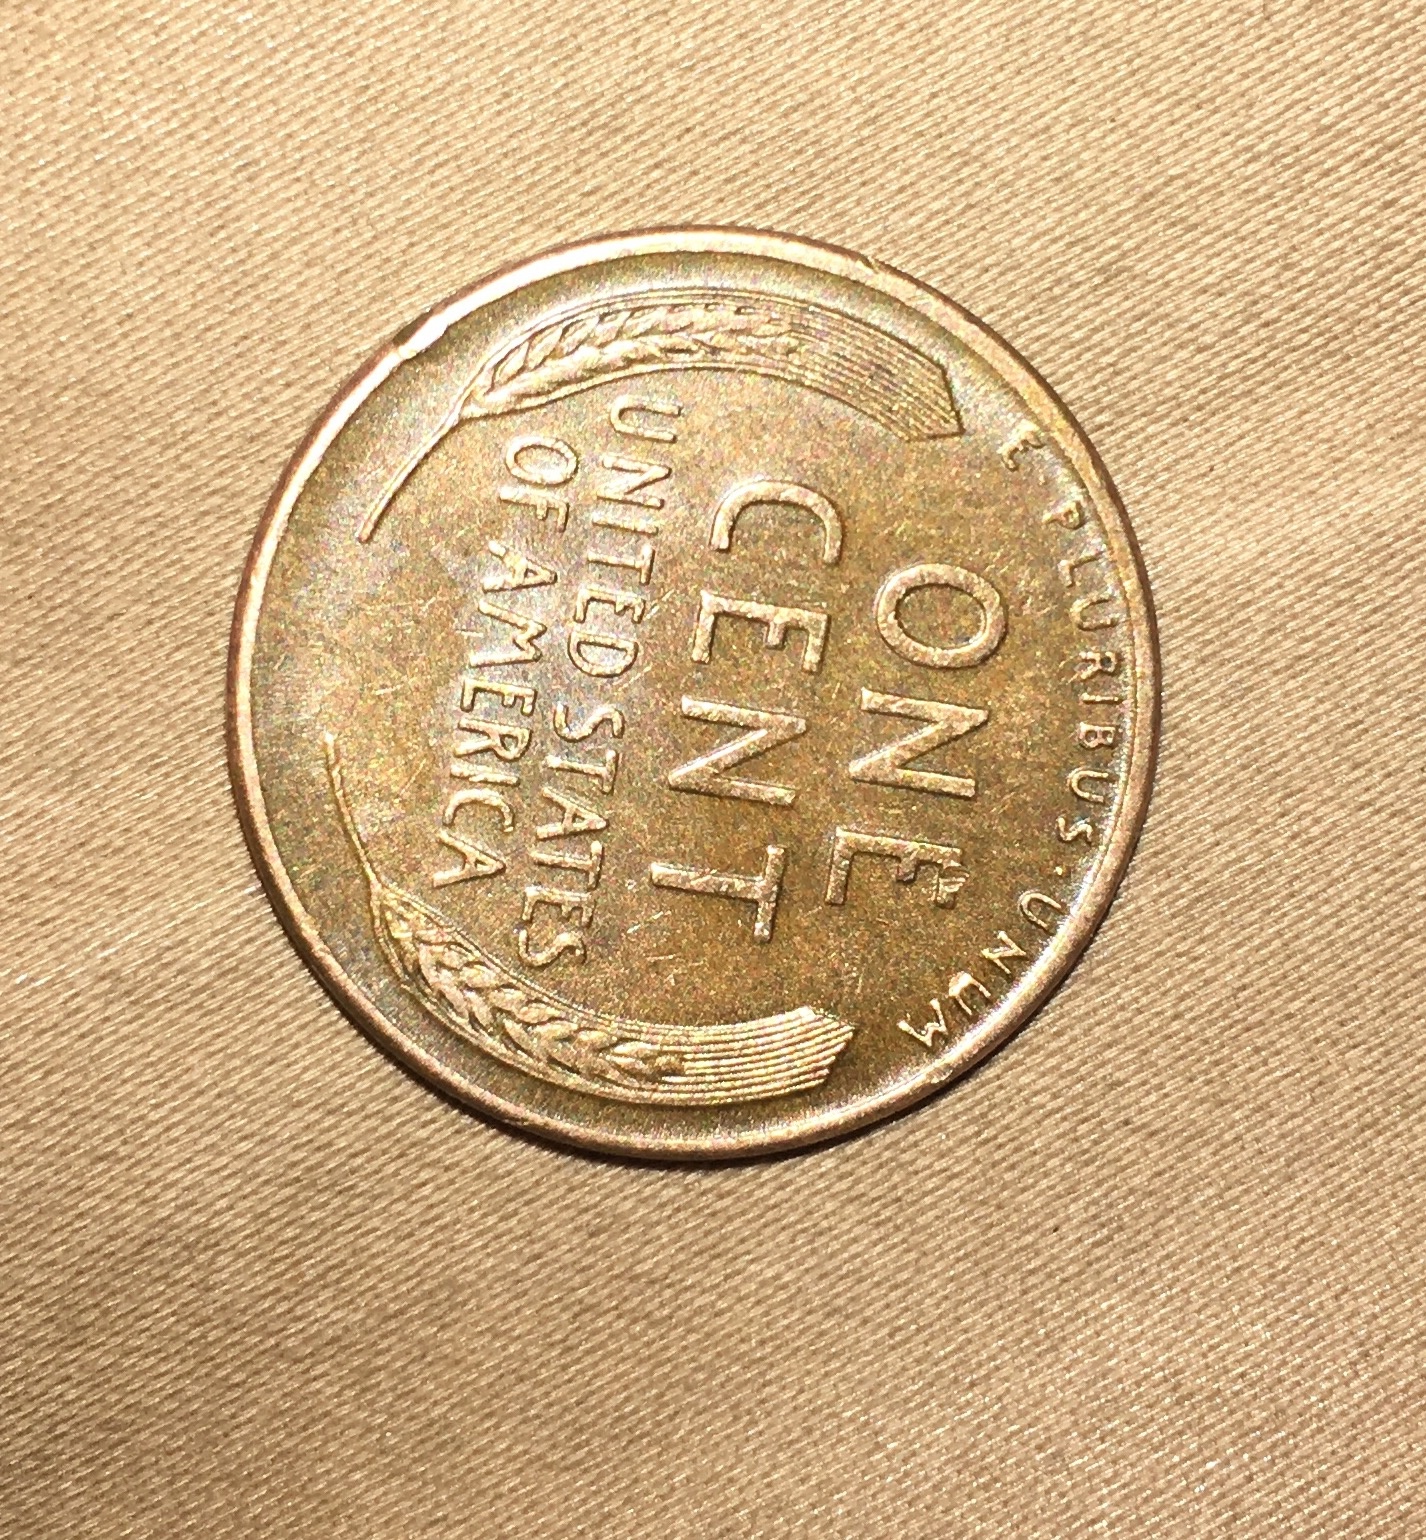 E PLURIBUS · UNUM
ONE
CENT
UNITED STATES
OF AMERICA